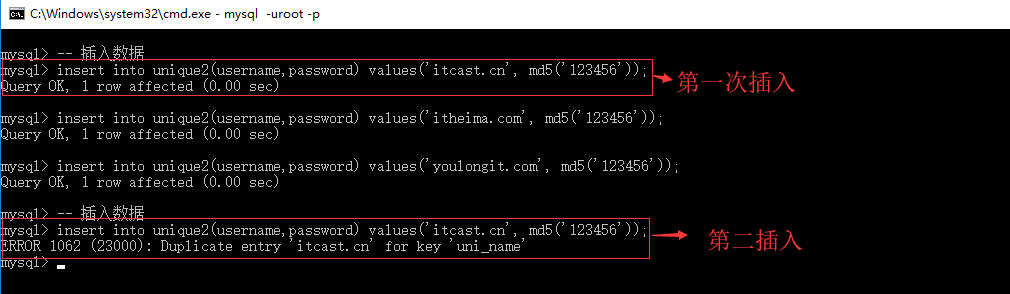 C:\Windows\system32\cmd.exe - mysql  -uroot -p
mysql> -- 插入数据
mysql> insert into unique2(username,password) values('itcast.cn', md5('123456'));
第一次插入
Query OK, 1 row affected (0.00 sec)
mysql> insert into unique2(username,password) values('itheima.com', md5('123456'));
Query OK, 1 row affected (0.00 sec)
mysql> insert into unique2(username,password) values('youlongit.com', md5('123456'));
Query OK, 1 row affected (0.00 sec)
mysql> -- 插入数据
mysql> insert into unique2(username,password) values('itcast.cn', md5('123456'));
第二插入
ERROR 1062 (23000): Duplicate entry 'itcast.cn' for key 'uni_name'
mysql>